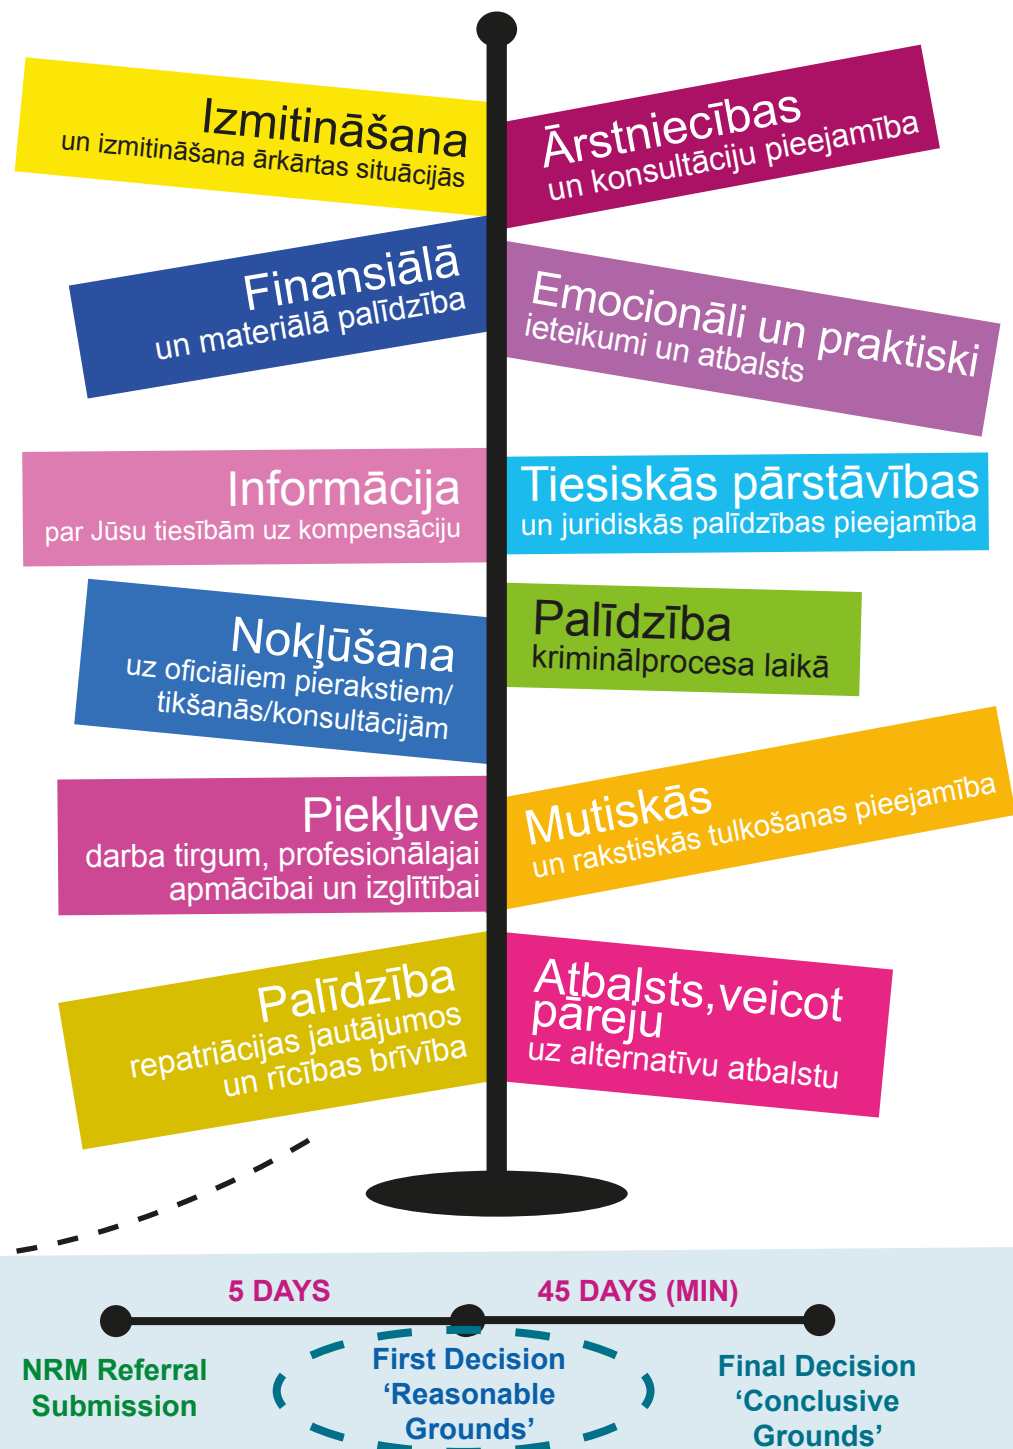 Izmitināšana
un izmitināšana ārkārtas situācijās
Ārstniecības
un konsultāciju pieejamība
Finansiālā
un materiālā palīdzība
Emocionāli un praktiski
ieteikumi un atbalsts
Informācija
par Jūsu tiesībām uz kompensāciju
Tiesiskās pārstāvības
un juridiskās palīdzības pieejamība
Nokļūšana
uz oficiāliem pierakstiem/
tikšanās/konsultācijām
Palīdzība
kriminālprocesa laikā
Piekļuve
darba tirgum, profesionālajai
apmācībai un izglītībai
Mutiskās
un rakstiskās tulkošanas pieejamība
Palīdzība
repatriācijas jautājumos
un rīcības brīvība
Atbalsts,veicot
pāreju
uz alternatīvu atbalstu
5 DAYS
45 DAYS (MIN)
NRM Referral
Submission
First Decision
‘Reasonable
Grounds’
Final Decision
‘Conclusive
Grounds’